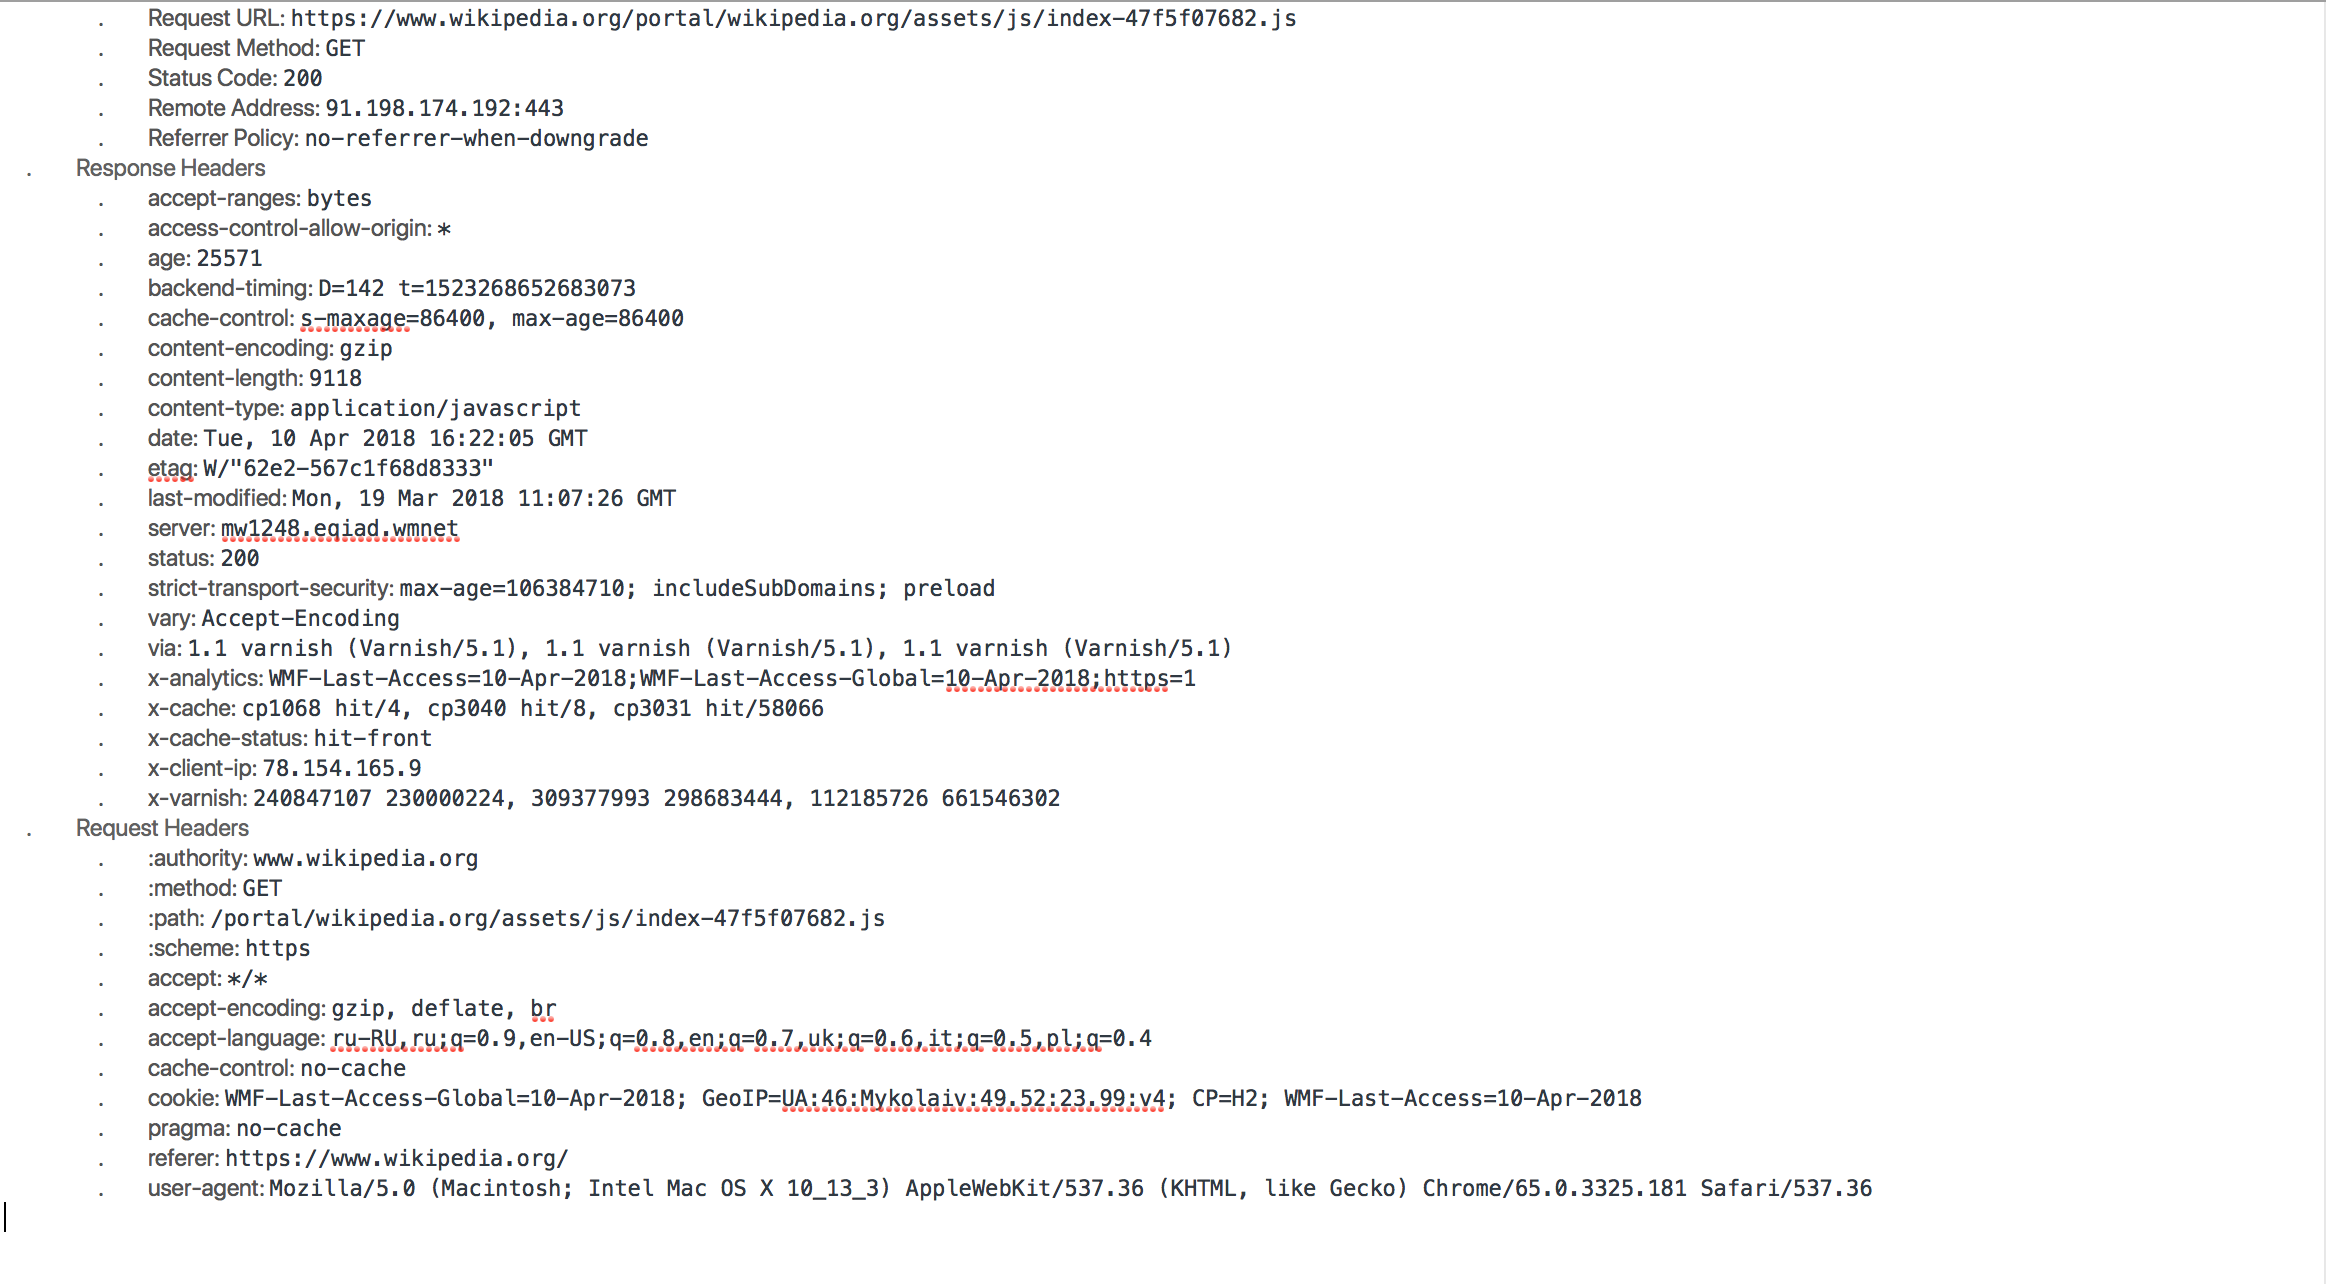 . Request URL: https://www.wikipedia.org/portal/wikipedia.org/assets/js/index-47f5f07682.js
. Request Method: GET
. Status Code: 200
. Remote Address: 91.198.174.192:443
. Referrer Policy: no-referrer-when-downgrade
. Response Headers
. accept-ranges: bytes
. access-control-allow-origin: *
. age: 25571
. backend-timing: D=142 t=1523268652683073
. cache-control: s-maxage=86400, max-age=86400
. content-encoding: gzip
. content-length: 9118
. content-type: application/javascript
. date: Tue, 10 Apr 2018 16:22:05 GMT
. etag: W/"62e2-567c1f68d8333"
. last-modified: Mon, 19 Mar 2018 11:07:26 GMT
. server: mw1248.eqiad.wmnet
. status: 200
. strict-transport-security: max-age=106384710; includeSubDomains; preload
. vary: Accept-Encoding
. via: 1.1 varnish (Varnish/5.1), 1.1 varnish (Varnish/5.1), 1.1 varnish (Varnish/5.1)
. x-analytics: WMF-Last-Access=10-Apr-2018;WMF-Last-Access-Global=10-Apr-2018;https=1
. x-cache: cp1068 hit/4, cp3040 hit/8, cp3031 hit/58066
. x-cache-status: hit-front
. x-client-ip: 78.154.165.9
. x-varnish: 240847107 230000224, 309377993 298683444, 112185726 661546302
. Request Headers
. :authority: www.wikipedia.org
. :method: GET
. :path: /portal/wikipedia.org/assets/js/index-47f5f07682.js
. :scheme: https
. accept: */*
. accept-encoding: gzip, deflate, br
. accept-language: ru-RU,ru;q=0.9,en-US;q=0.8,en;q=0.7,uk;q=0.6,it;q=0.5,pl;q=0.4
. cache-control: no-cache
. cookie: WMF-Last-Access-Global=10-Apr-2018; GeoIP=UA:46:Mykolaiv:49.52:23.99:v4; CP=H2; WMF-Last-Access=10-Apr-2018
. pragma: no-cache
. referer: https://www.wikipedia.org/
. user-agent: Mozilla/5.0 (Macintosh; Intel Mac OS X 10_13_3) AppleWebKit/537.36 (KHTML, like Gecko) Chrome/65.0.3325.181 Safari/537.36